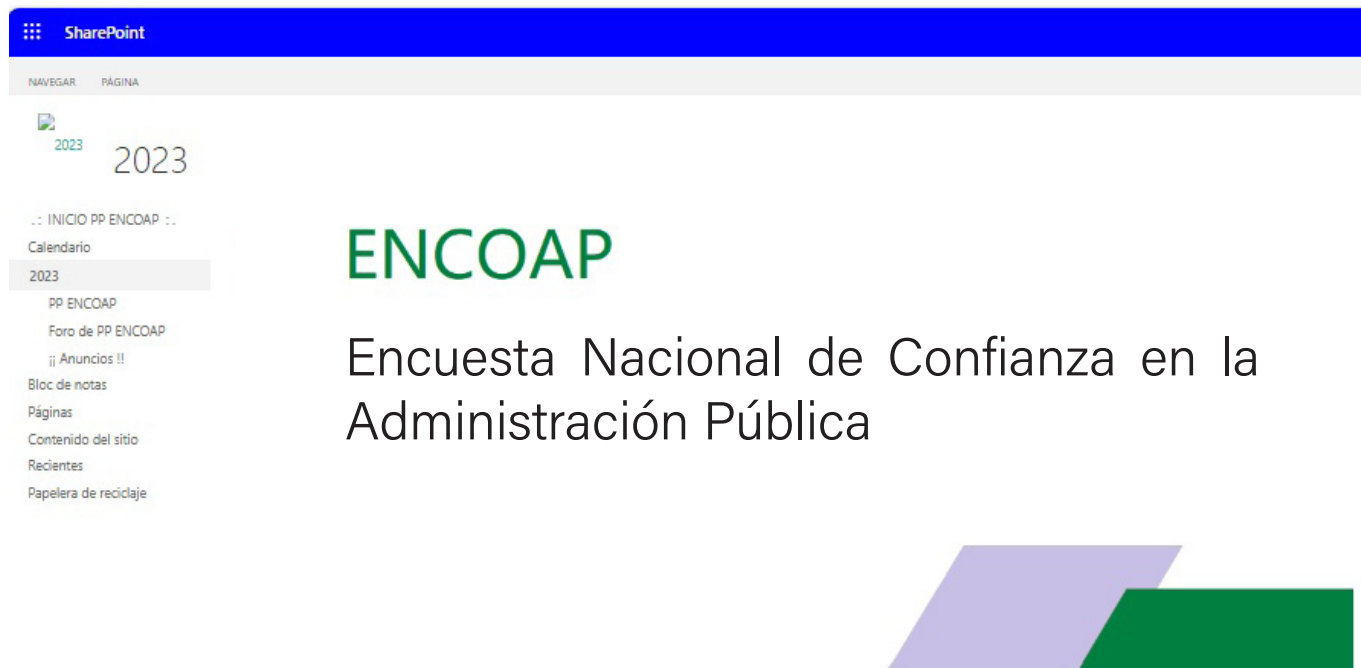 SharePoint
NAVEGAR PÁGINA
2023
2023
.: INICIO PP ENCOAP :.
Calendario
2023
PP ENCOAP
Foro de PP ENCOAP
¡¡ Anuncios !!
Bloc de notas
Páginas
Contenido del sitio
Recientes
Papelera de reciclaje
ENCOAP
Encuesta Nacional de Confianza en la
Administración Pública